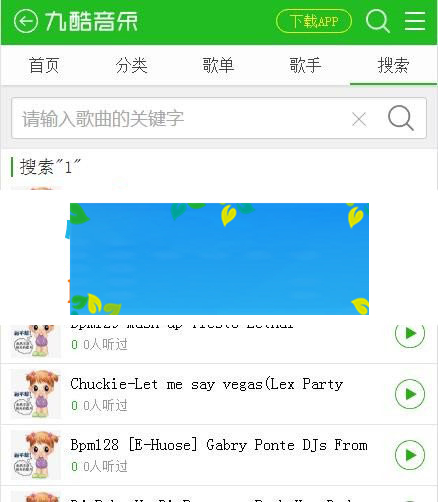 九酷音乐
下载APP
首页 分类 歌单 歌手 搜索
请输入歌曲的关键字
搜索"1"
0 0人听过
Chuckie-Let me say vegas(Lex Party
0 0人听过
Bpm128 [E-Huose] Gabry Ponte DJs From
0 0人听过